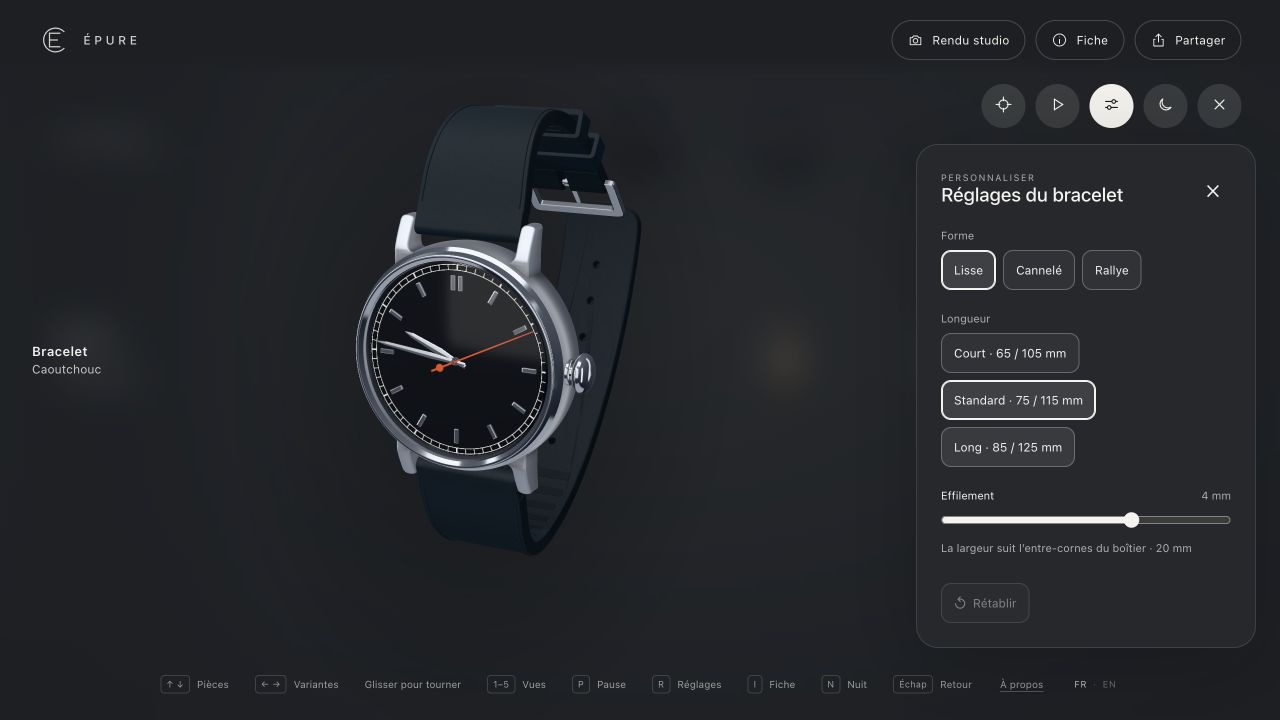 ÉPURE
Rendu studio
Fiche
Partager
PERSONNALISER
Réglages du bracelet
Forme
Lisse
Cannelé
Rallye
Longueur
Court · 65 / 105 mm
Standard · 75 / 115 mm
Long · 85 / 125 mm
Effilement 4 mm
La largeur suit l'entre-cornes du boîtier · 20 mm
Rétablir
Bracelet
Caoutchouc
↑ ↓ Pièces ← → Variantes Glisser pour tourner 1–5 Vues P Pause R Réglages I Fiche N Nuit Échap Retour À propos FR · EN